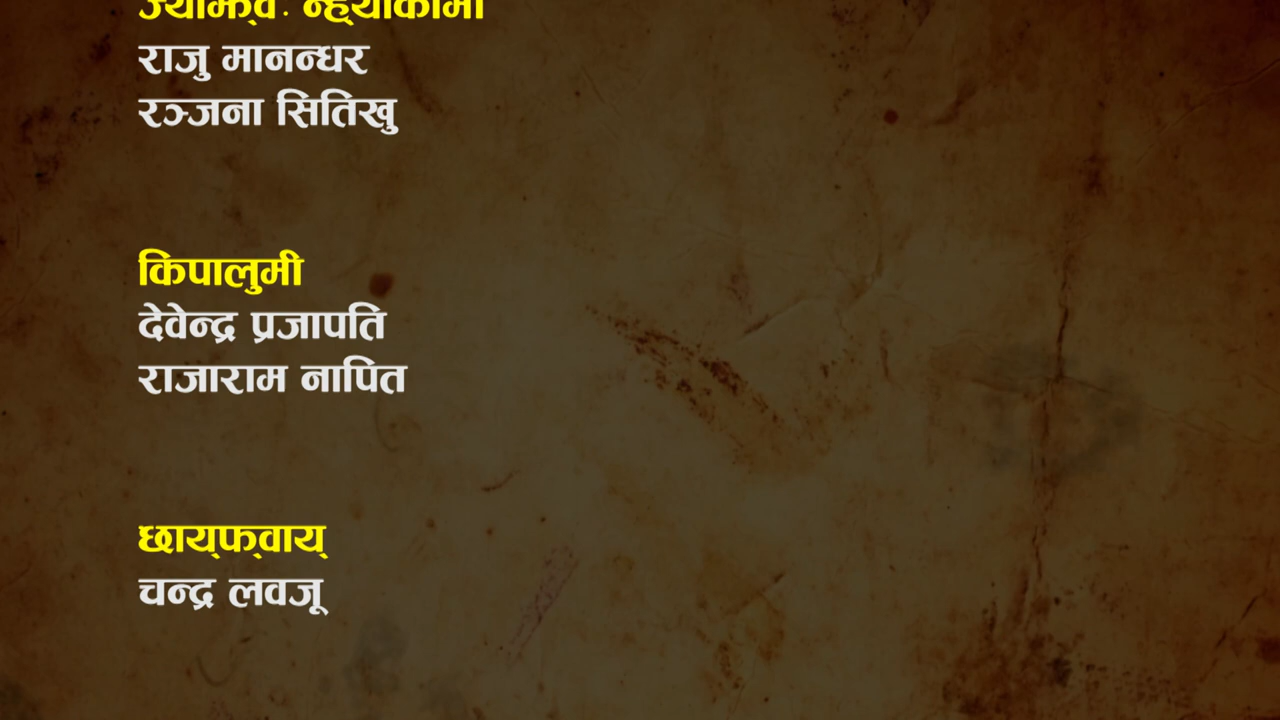 ज्याझ्वः न्ह्याकामि
राजु मानन्धर
रञ्जना सितिखु
किपालुमी
देवेन्द्र प्रजापति
राजाराम नापित
छाय्‌फ्वाय्
चन्द्र लवजू